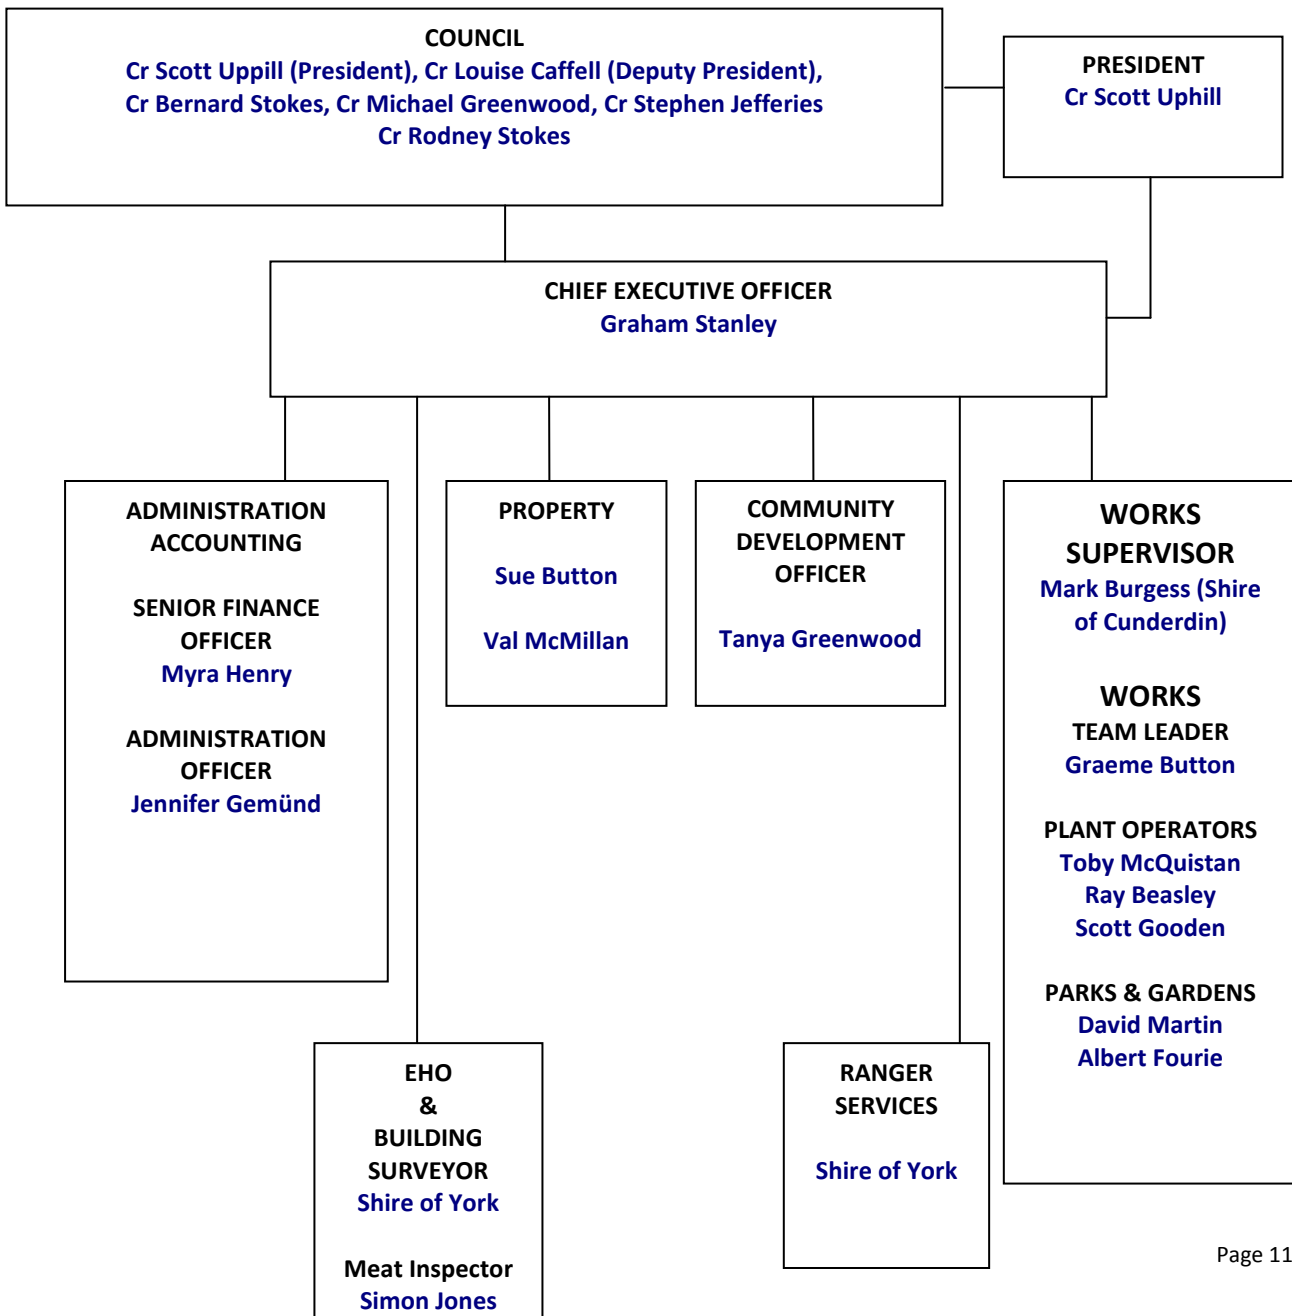 COUNCIL
Cr Scott Uppill (President), Cr Louise Caffell (Deputy President),
Cr Bernard Stokes, Cr Michael Greenwood, Cr Stephen Jefferies
Cr Rodney Stokes
PRESIDENT
Cr Scott Uphill
CHIEF EXECUTIVE OFFICER
Graham Stanley
ADMINISTRATION
ACCOUNTING
SENIOR FINANCE
OFFICER
Myra Henry
ADMINISTRATION
OFFICER
Jennifer Gemünd
PROPERTY
Sue Button
Val McMillan
COMMUNITY
DEVELOPMENT
OFFICER
Tanya Greenwood
WORKS
SUPERVISOR
Mark Burgess (Shire
of Cunderdin)
WORKS
TEAM LEADER
Graeme Button
PLANT OPERATORS
Toby McQuistan
Ray Beasley
Scott Gooden
PARKS & GARDENS
David Martin
Albert Fourie
EHO
&
BUILDING
SURVEYOR
Shire of York
Meat Inspector
Simon Jones
RANGER
SERVICES
Shire of York
Page 11